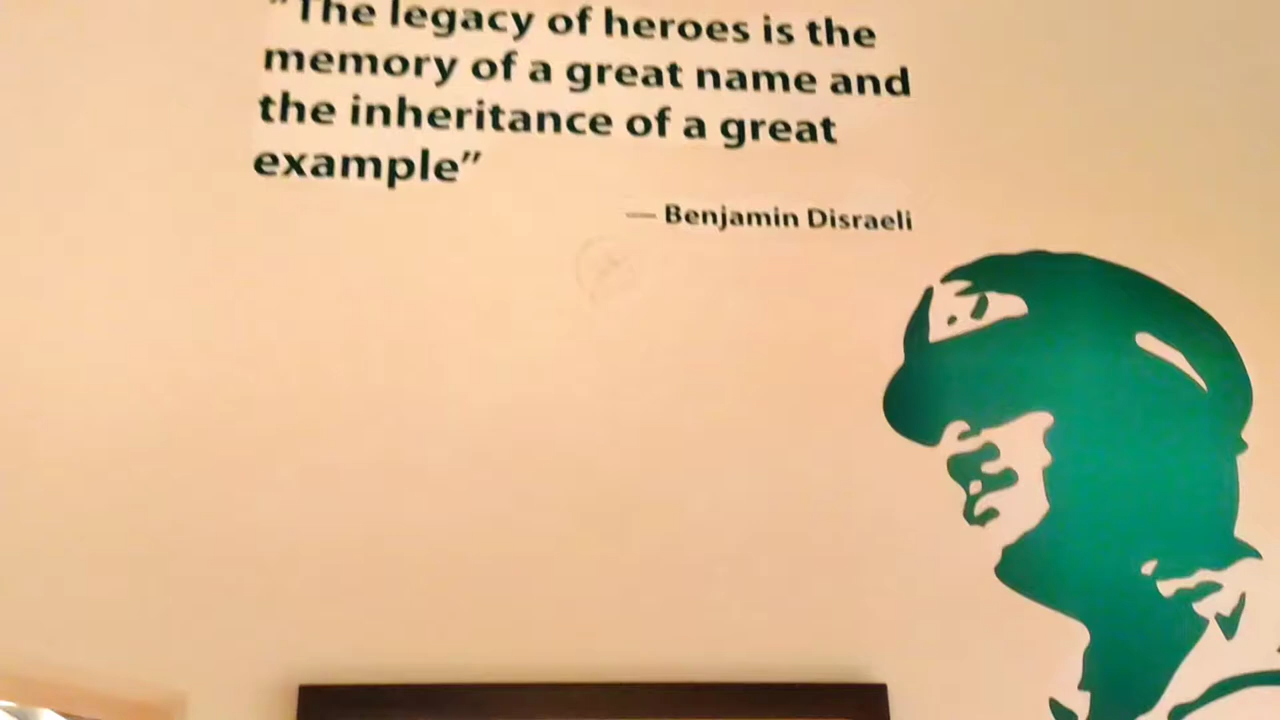 "The legacy of heroes is the
memory of a great name and
the inheritance of a great
example”
— Benjamin Disraeli